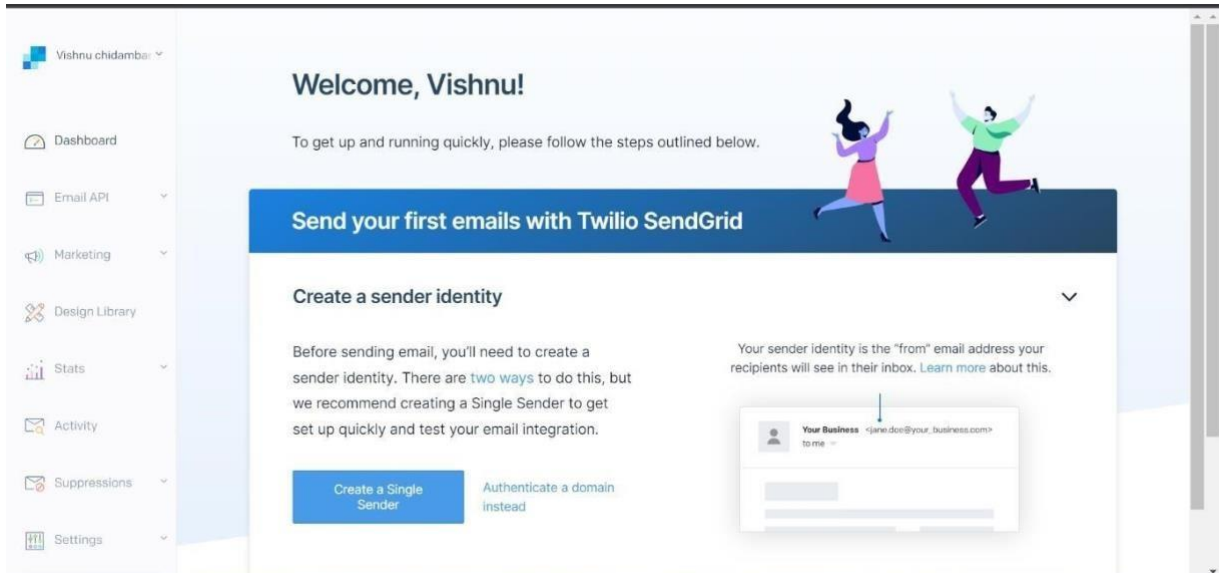 Vishnu chidambar
Dashboard
Email API
Marketing
Design Library
Stats
Activity
Suppressions
Settings
Welcome, Vishnu!
To get up and running quickly, please follow the steps outlined below.
Send your first emails with Twilio SendGrid
Create a sender identity
Before sending email, you'll need to create a
sender identity. There are two ways to do this, but
we recommend creating a Single Sender to get
set up quickly and test your email integration.
Create a Single
Sender
Authenticate a domain
instead
Your sender identity is the "from" email address your
recipients will see in their inbox. Learn more about this.
Your Business <jane.doe@your_business.com>
to me